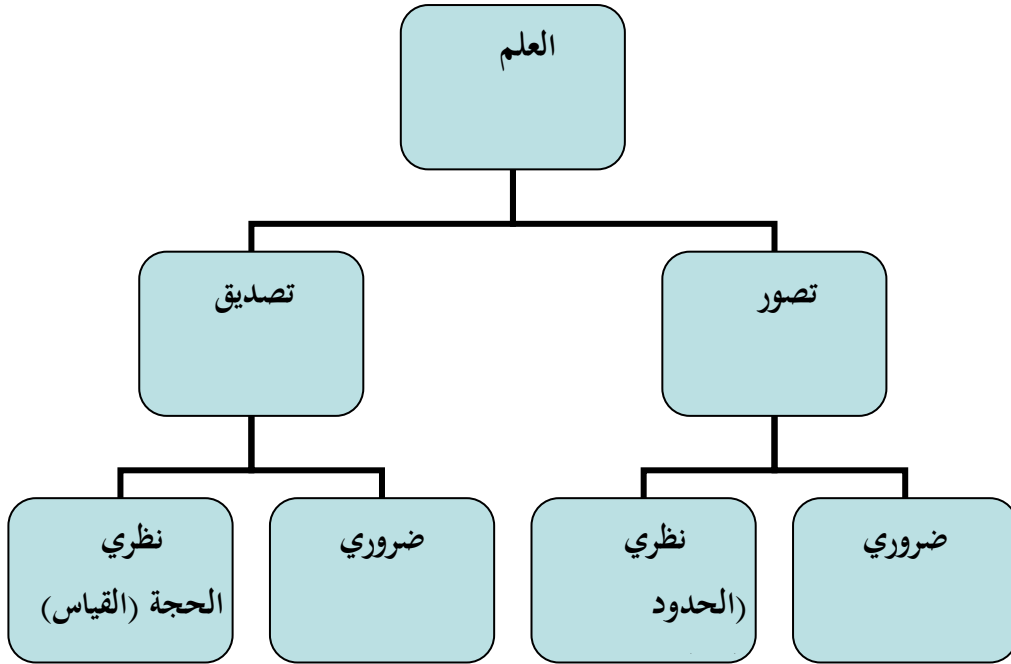 العلم
تصور
تصديق
ضروري
نظري
(الحدود
ضروري
نظري
الحجة (القياس)